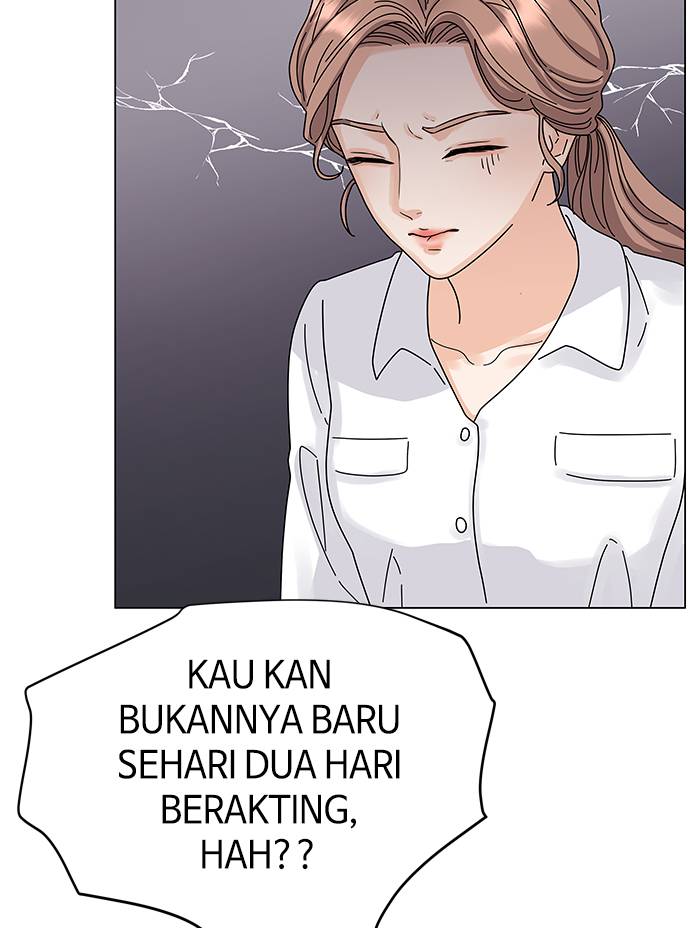 KAU KAN
BUKANNYA BARU
SEHARI DUA HARI
BERAKTING,
HAH??